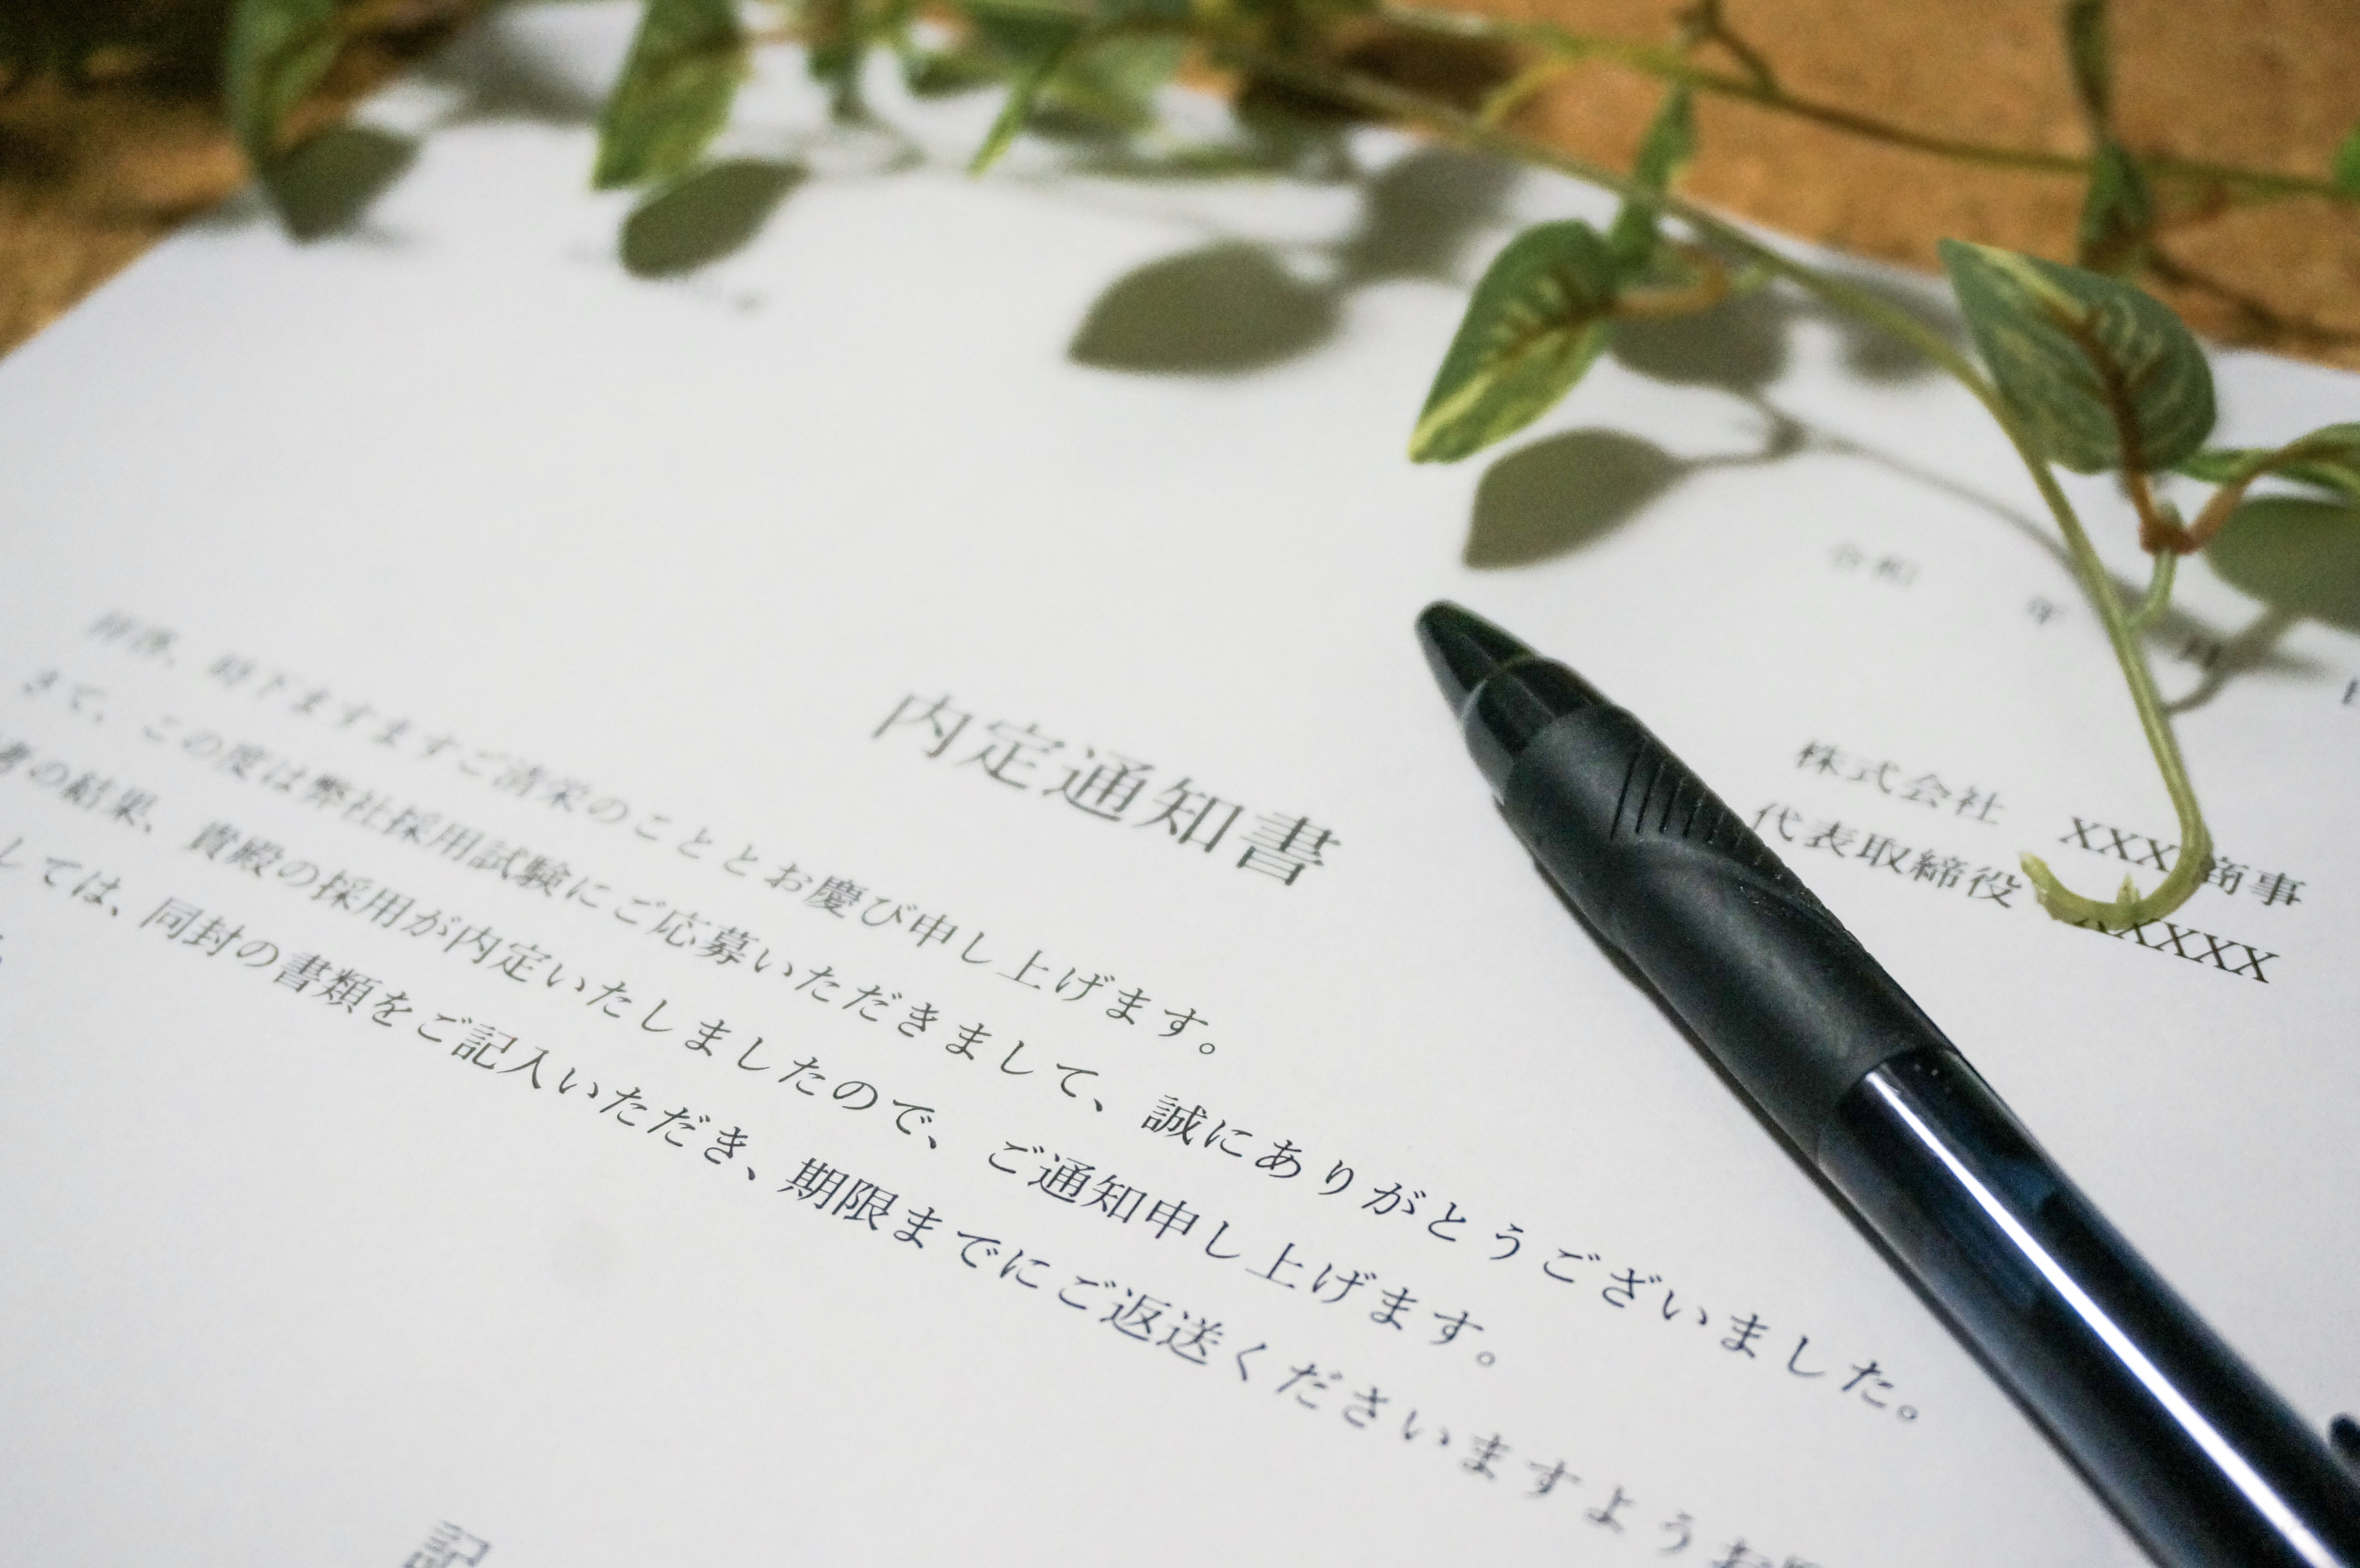 令和 年 月
株式会社 XXX商事
代表取締役 XXXXX
内定通知書
拝啓、時下ますますご清栄のこととお慶び申し上げます。
さて、この度は弊社採用試験にご応募いただきまして、誠にありがとうございました。
考の結果、貴殿の採用が内定いたしましたので、ご通知申し上げます。
しては、同封の書類をご記入いただき、期限までにご返送くださいますようお
記